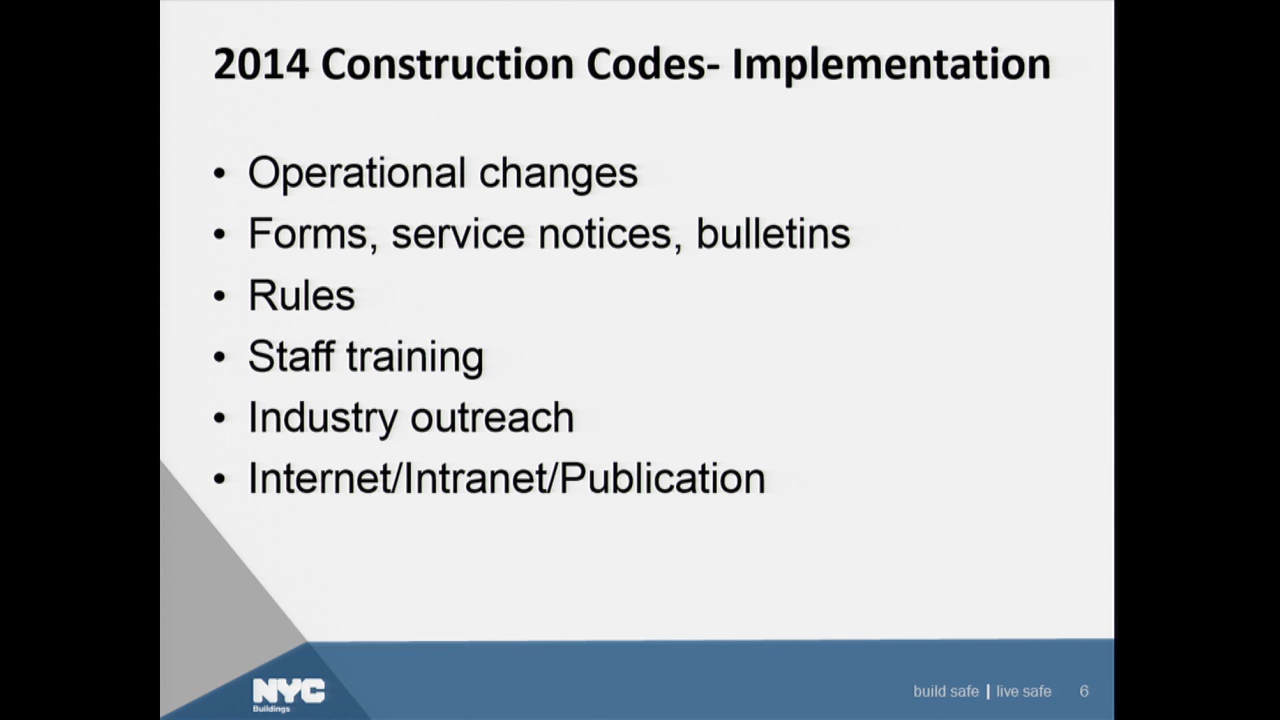 2014 Construction Codes- Implementation
• Operational changes
• Forms, service notices, bulletins
• Rules
• Staff training
• Industry outreach
• Internet/Intranet/Publication
NYC
Buildings
build safe | live safe 6